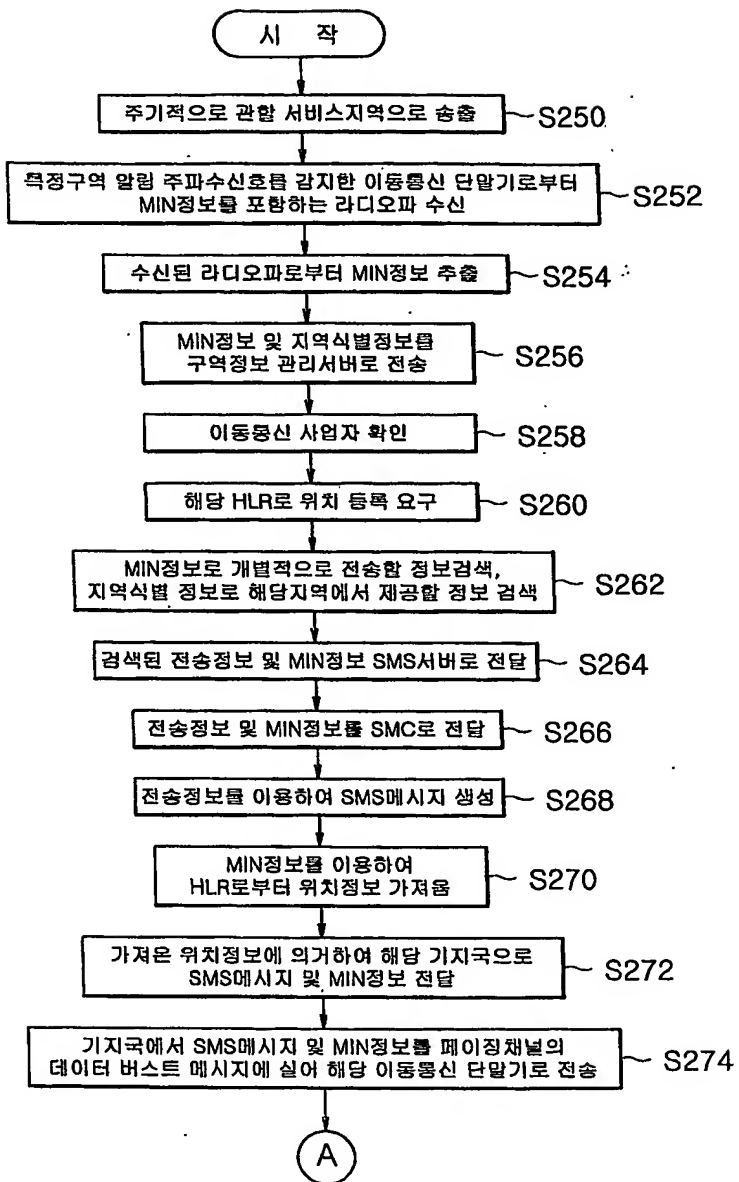 시 작
주기적으로 관할 서비스지역으로 송출
S250
특정구역 알림 주파수신호를 감지한 이동통신 단말기로부터
MIN정보를 포함하는 라디오파 수신
S252
수신된 라디오파로부터 MIN정보 추출
S254
MIN정보 및 지역식별정보를
구역정보 관리서버로 전송
S256
이동통신 사업자 확인
S258
해당 HLR로 위치 등록 요구
S260
MIN정보로 개별적으로 전송할 정보검색,
지역식별 정보로 해당지역에서 제공할 정보 검색
S262
검색된 전송정보 및 MIN정보 SMS서버로 전달
S264
전송정보 및 MIN정보를 SMC로 전달
S266
전송정보를 이용하여 SMS메시지 생성
S268
MIN정보를 이용하여
HLR로부터 위치정보 가져옴
S270
가져온 위치정보에 의거하여 해당 기지국으로
SMS메시지 및 MIN정보 전달
S272
기지국에서 SMS메시지 및 MIN정보를 페이징채널의
데이터 버스트 메시지에 실어 해당 이동통신 단말기로 전송
S274
A